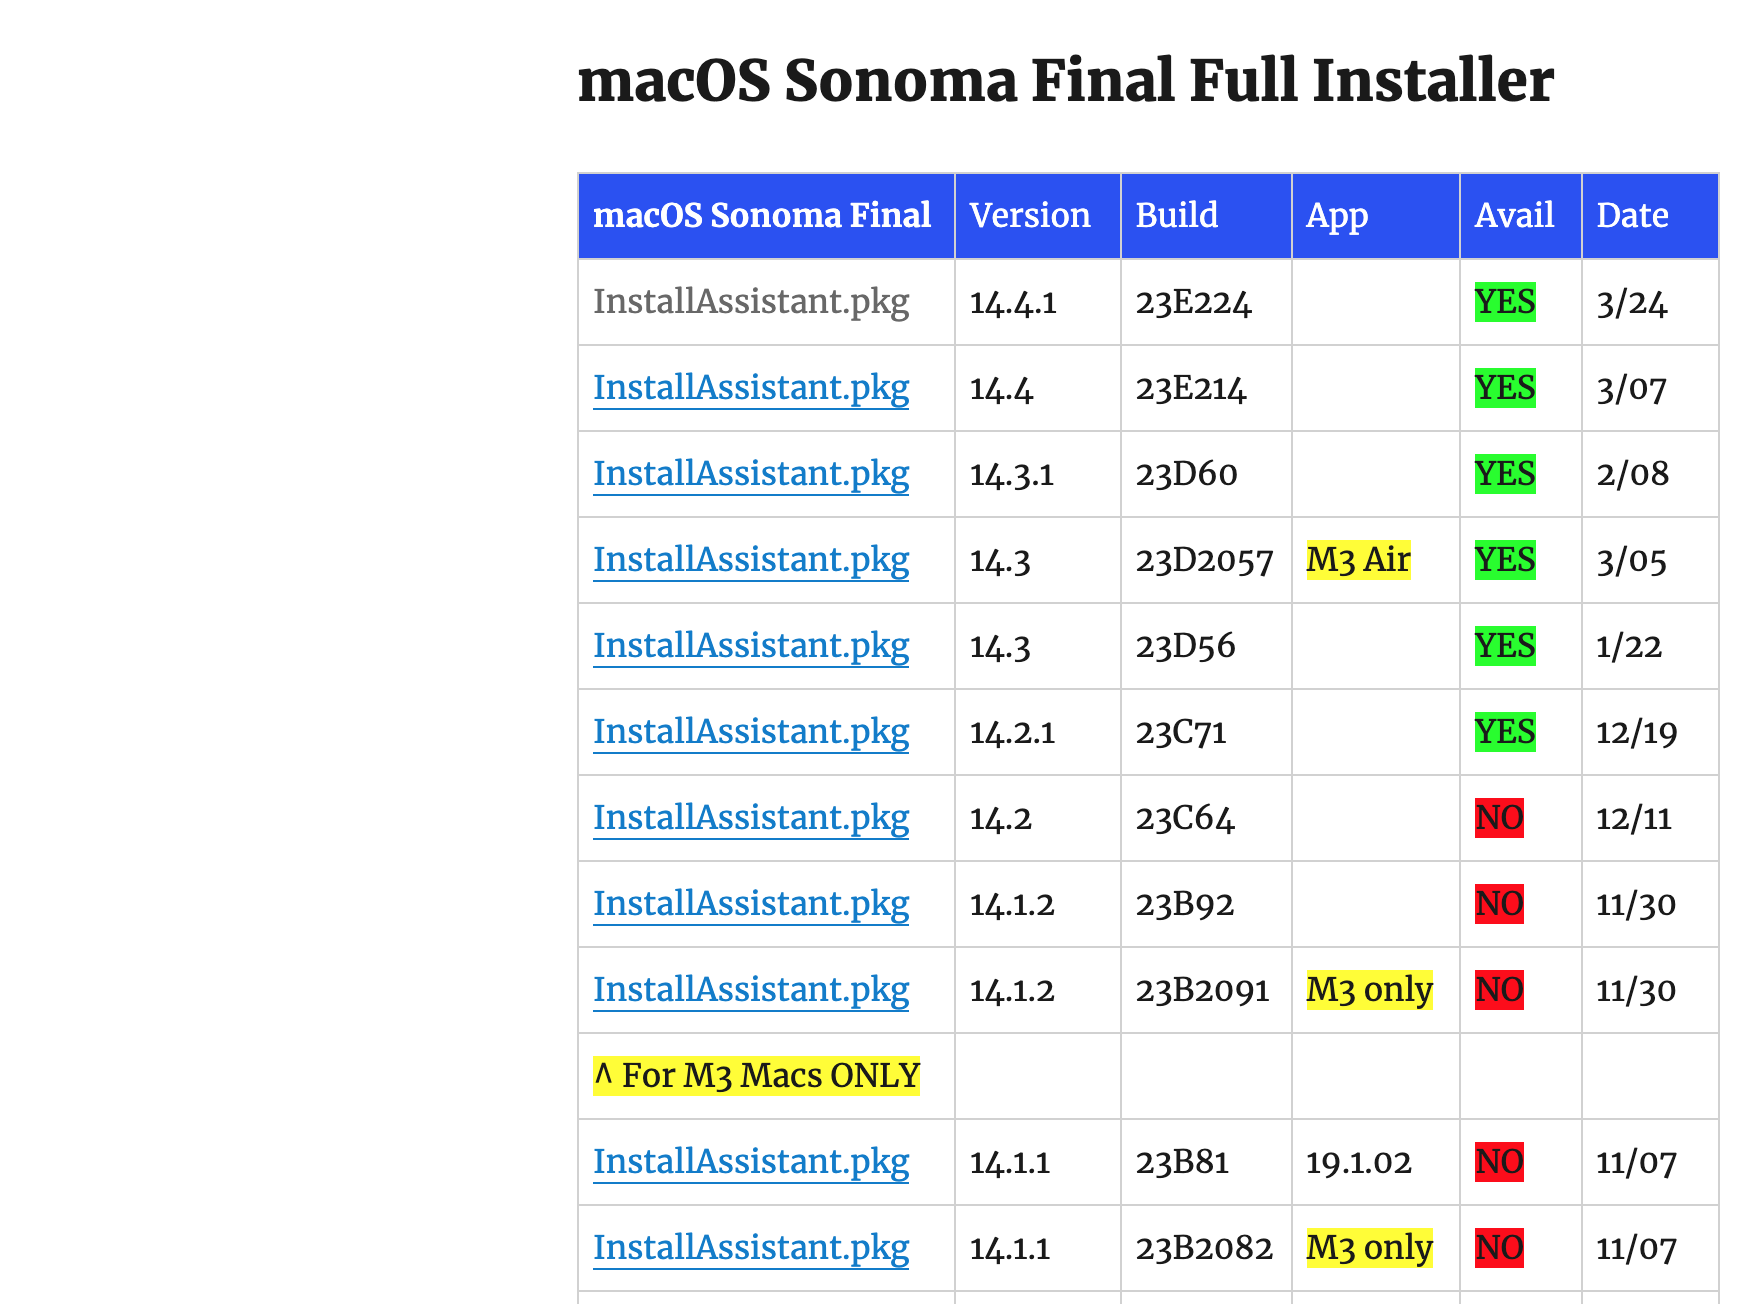 macOS Sonoma Final Full Installer
macOS Sonoma Final Version Build App Avail Date
InstallAssistant.pkg 14.4.1 23E224 YES 3/24
InstallAssistant.pkg 14.4 23E214 YES 3/07
InstallAssistant.pkg 14.3.1 23D60 YES 2/08
InstallAssistant.pkg 14.3 23D2057 M3 Air YES 3/05
InstallAssistant.pkg 14.3 23D56 YES 1/22
InstallAssistant.pkg 14.2.1 23C71 YES 12/19
InstallAssistant.pkg 14.2 23C64 NO 12/11
InstallAssistant.pkg 14.1.2 23B92 NO 11/30
InstallAssistant.pkg 14.1.2 23B2091 M3 only NO 11/30
^ For M3 Macs ONLY
InstallAssistant.pkg 14.1.1 23B81 19.1.02 NO 11/07
InstallAssistant.pkg 14.1.1 23B2082 M3 only NO 11/07